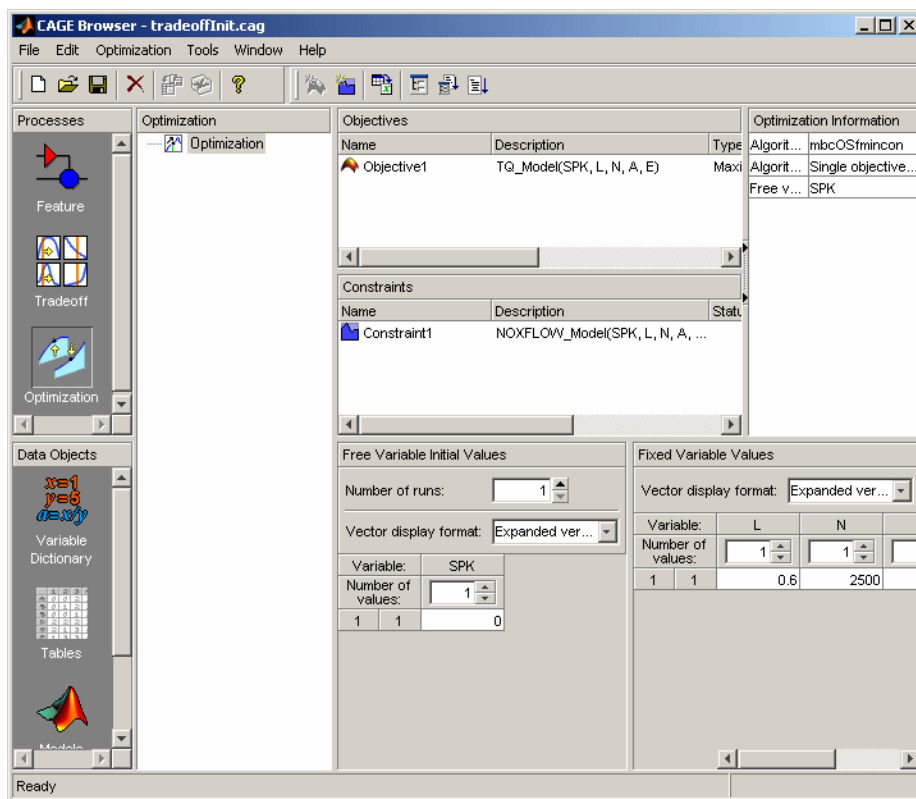 CAGE Browser - tradeoffInit.cag
File Edit Optimization Tools Window Help
Processes
Feature
Tradeoff
Optimization
Optimization
Optimization
Objectives
Name Description Type
Objective1 TQ_Model(SPK, L, N, A, E) Maxi
Constraints
Name Description Statu
Constraint1 NOXFLOW_Model(SPK, L, N, A, ...
Optimization Information
Algorit... mbcOSfmincon
Algorit... Single objective...
Free v... SPK
Data Objects
x=1
y=5
a=x/y
Variable
Dictionary
Tables
Models
Free Variable Initial Values
Number of runs: 1
Vector display format: Expanded ver...
Variable: SPK
Number of values: 1
1 1 0
Fixed Variable Values
Vector display format: Expanded ver...
Variable: L N
Number of values: 1 1
1 1 0.6 2500
Ready